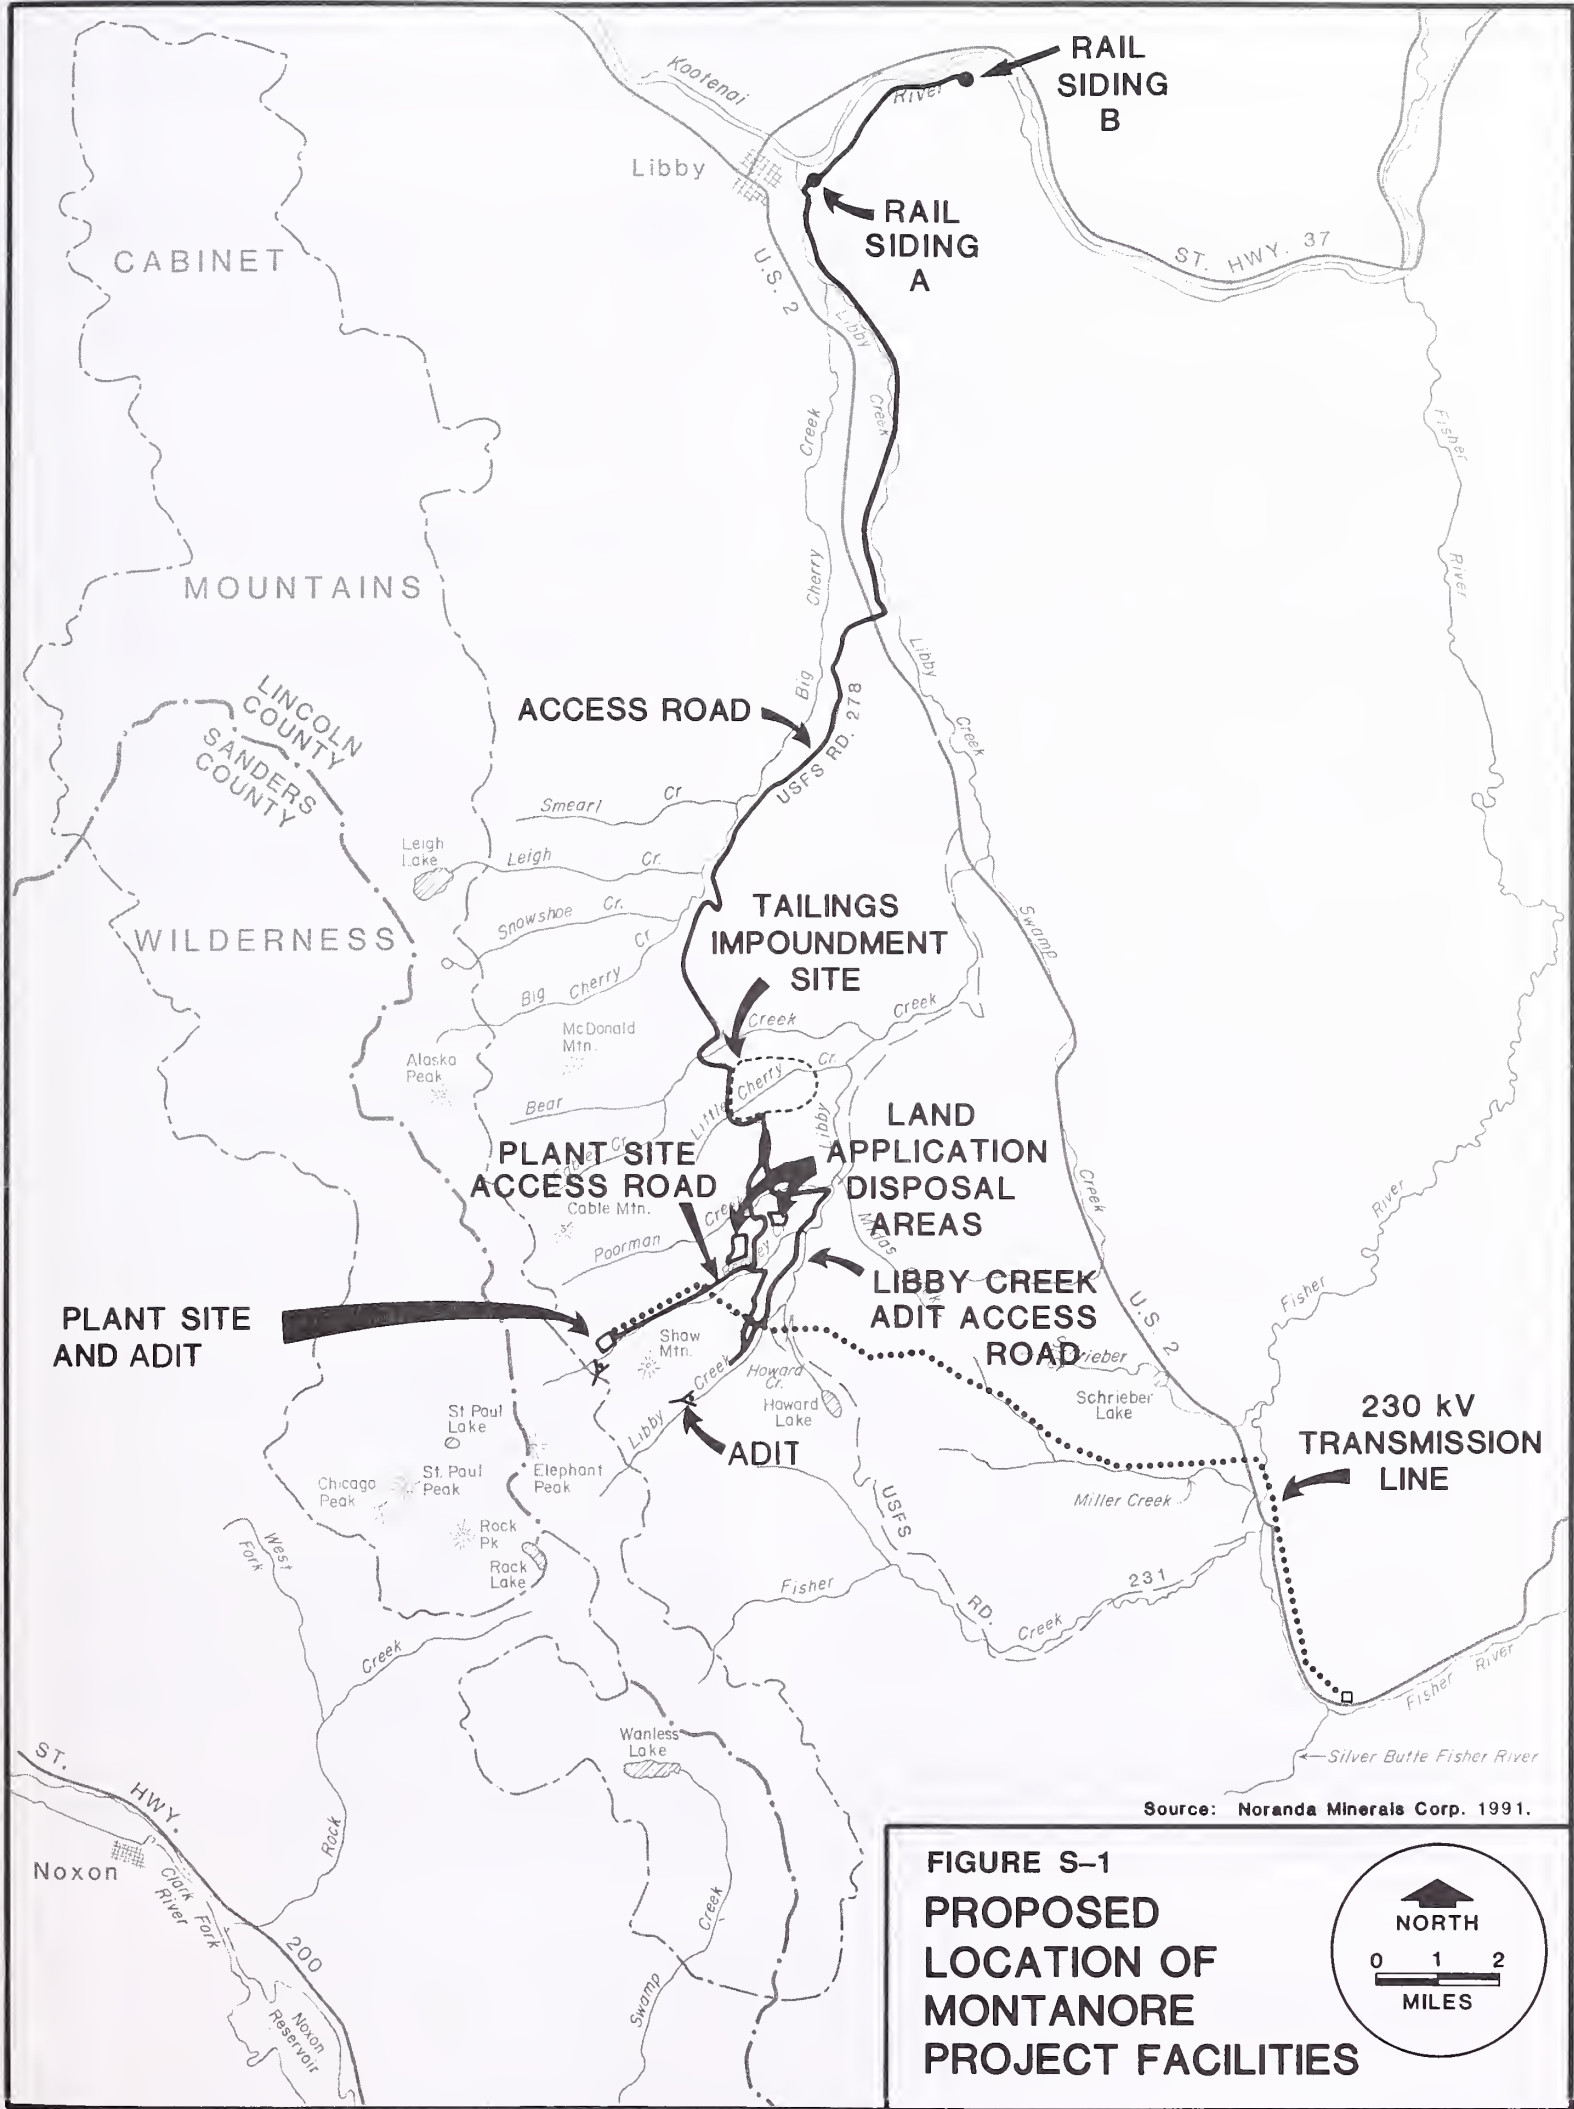 RAIL
SIDING
B
Kootenai
River
Libby
RAIL
SIDING
A
ST. HWY. 37
U.S. 2
CABINET
Libby
Creek
Creek
Fisher
River
MOUNTAINS
Cherry
Big
Libby
Creek
LINCOLN
COUNTY
SANDERS
COUNTY
ACCESS ROAD
USFS RD. 278
Smearl Cr
Leigh
Lake
Leigh Cr.
Snowshoe Cr.
WILDERNESS
Big Cherry Cr
TAILINGS
IMPOUNDMENT
SITE
Swamp
Creek
Creek
McDonald
Mtn.
Alaska
Peak
Bear
Little Cherry Cr.
Libby
LAND
APPLICATION
DISPOSAL
AREAS
PLANT SITE
ACCESS ROAD
Cr.
Cable Mtn.
Poorman Creek
Creek
River
Fisher
LIBBY CREEK
ADIT ACCESS
ROAD
U.S. 2
PLANT SITE
AND ADIT
Shaw
Mtn.
Howard
Cr.
Howard
Lake
Schrieber
Lake
Libby Creek
ADIT
230 kV
TRANSMISSION
LINE
St Paul
Lake
St. Paul
Peak
Elephant
Peak
Chicago
Peak
Rock
Pk
Rock
Lake
Miller Creek
West
Fork
USFS
RD.
231
Fisher
Creek
Creek
Fisher River
Wanless
Lake
Silver Butte Fisher River
ST.
HWY.
200
Rock
Noxon
Clark Fork
River
Noxon
Reservoir
Creek
Swamp
Source: Noranda Minerals Corp. 1991.
FIGURE S-1
PROPOSED
LOCATION OF
MONTANORE
PROJECT FACILITIES
NORTH
0 1 2
MILES